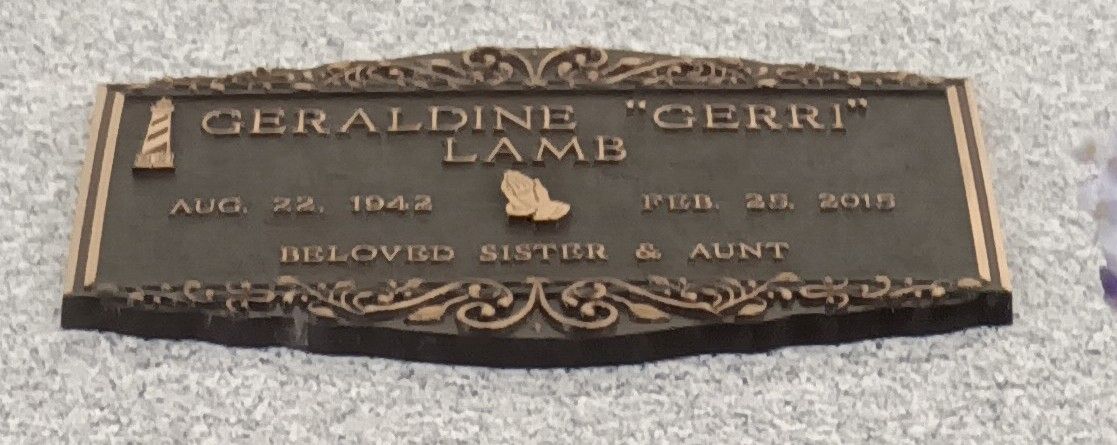 GERALDINE "GERRI"
LAMB
AUG. 22, 1942 FEB. 25, 2015
BELOVED SISTER & AUNT